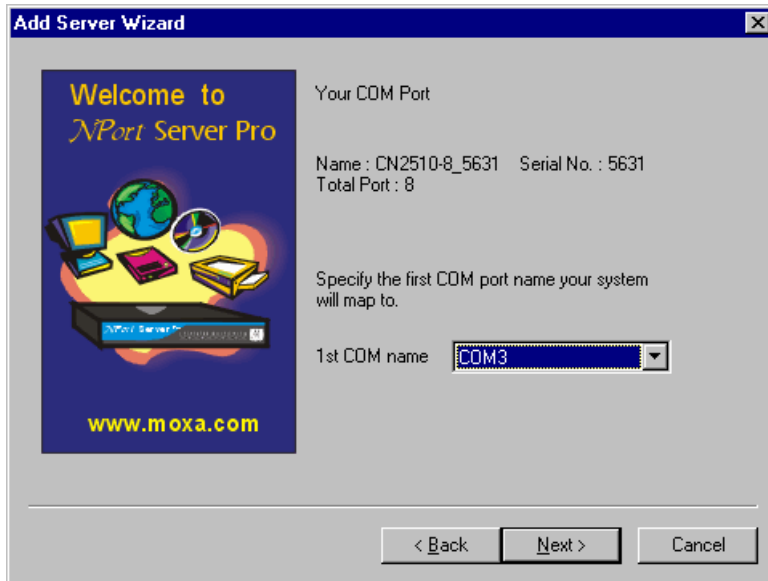 Add Server Wizard
Welcome to
NPort Server Pro
www.moxa.com
Your COM Port
Name : CN2510-8_5631 Serial No. : 5631
Total Port : 8
Specify the first COM port name your system
will map to.
1st COM name COM3
< Back Next > Cancel